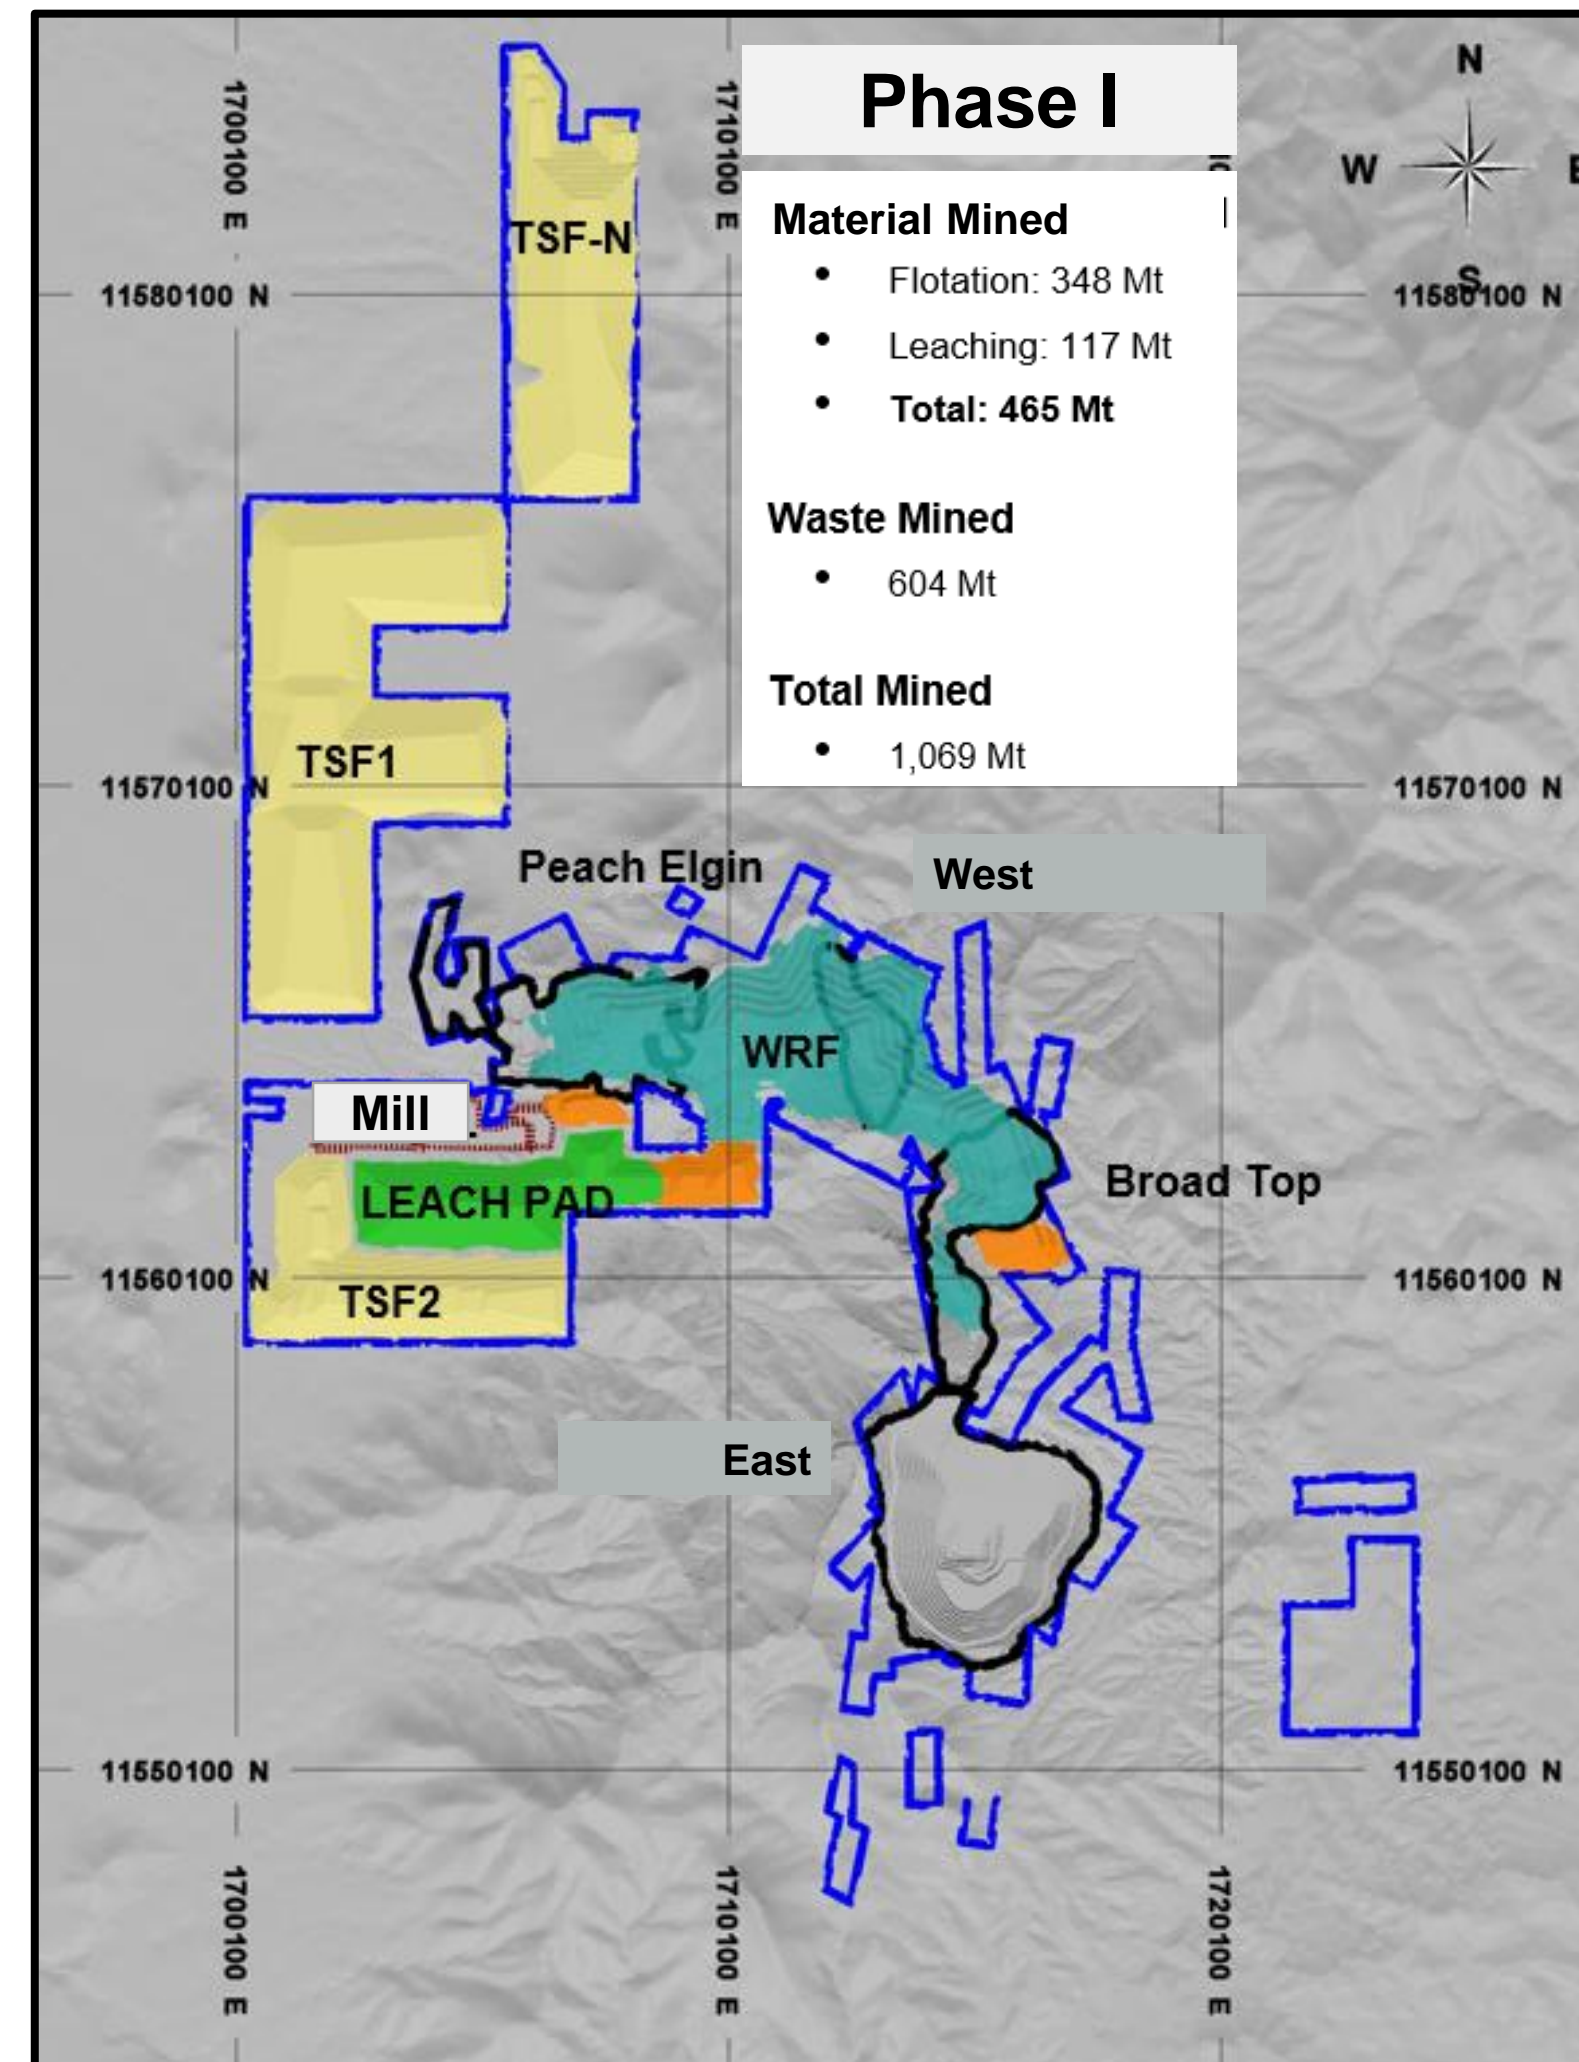 Phase I
N
W
E
S
1700100 E
1710100 E
Material Mined
• Flotation: 348 Mt
• Leaching: 117 Mt
• Total: 465 Mt
Waste Mined
• 604 Mt
Total Mined
• 1,069 Mt
TSF-N
11580100 N
11580100 N
TSF1
11570100 N
11570100 N
Peach Elgin
West
WRF
Mill
LEACH PAD
Broad Top
11560100 N
11560100 N
TSF2
East
11550100 N
11550100 N
1700100 E
1710100 E
1720100 E